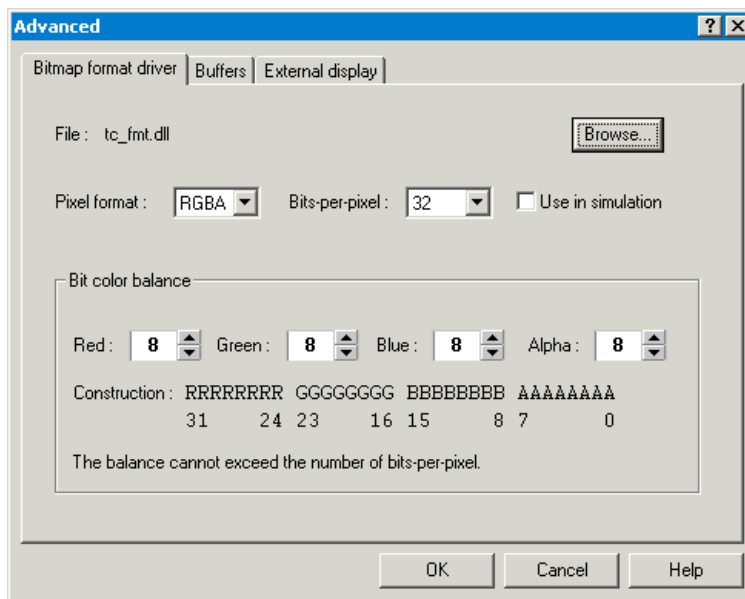 Advanced
Bitmap format driver Buffers External display
File : tc_fmt.dll Browse...
Pixel format : RGBA Bits-per-pixel : 32 Use in simulation
Bit color balance
Red : 8 Green : 8 Blue : 8 Alpha : 8
Construction : RRRRRRRR GGGGGGGG BBBBBBBB AAAAAAAA
31 24 23 16 15 8 7 0
The balance cannot exceed the number of bits-per-pixel.
OK Cancel Help